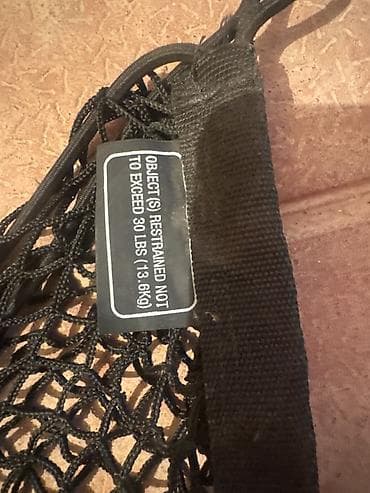 OBJECT(S) RESTRAINED NOT
TO EXCEED 30 LBS (13.6Kg)